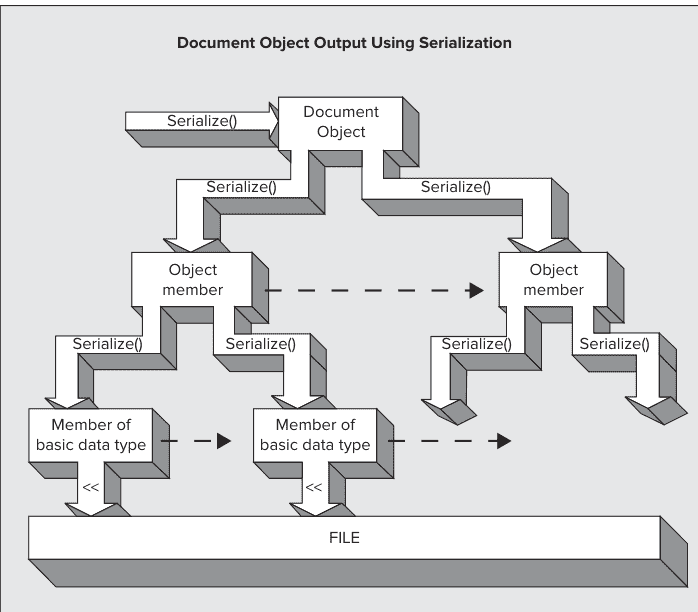 Document Object Output Using Serialization
Serialize()
Document
Object
Serialize()
Serialize()
Object
member
Object
member
Serialize()
Serialize()
Serialize()
Serialize()
Member of
basic data type
Member of
basic data type
<<
<<
FILE